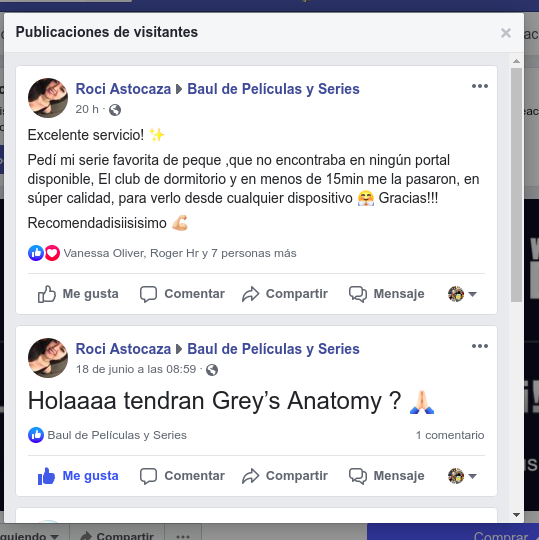 Publicaciones de visitantes
Roci Astocaza Baul de Películas y Series
20 h ·
Excelente servicio! ✨
Pedí mi serie favorita de peque ,que no encontraba en ningún portal
disponible, El club de dormitorio y en menos de 15min me la pasaron, en
súper calidad, para verlo desde cualquier dispositivo 🤗 Gracias!!!
Recomendadisiisisimo 💪🏻
Vanessa Oliver, Roger Hr y 7 personas más
Me gusta Comentar Compartir Mensaje
Roci Astocaza Baul de Películas y Series
18 de junio a las 08:59 ·
Holaaaa tendran Grey’s Anatomy ? 🙏🏻
Baul de Películas y Series 1 comentario
Me gusta Comentar Compartir Mensaje
Compartir Comprar